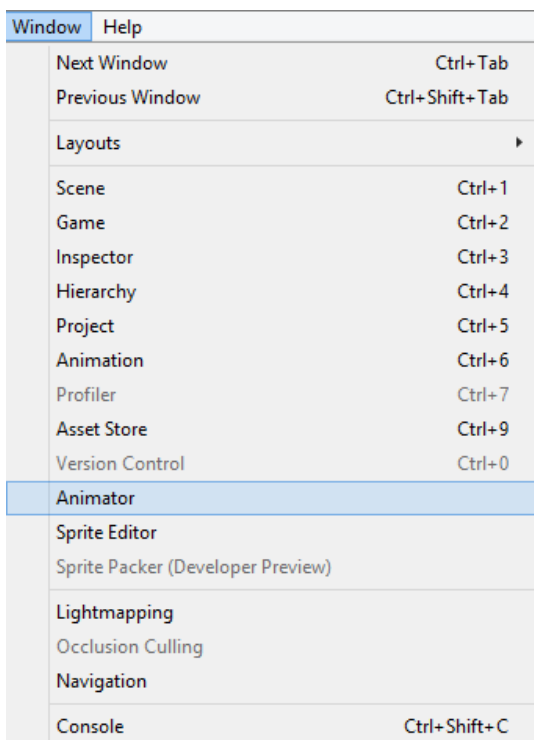 Window Help
Next Window Ctrl+Tab
Previous Window Ctrl+Shift+Tab
Layouts
Scene Ctrl+1
Game Ctrl+2
Inspector Ctrl+3
Hierarchy Ctrl+4
Project Ctrl+5
Animation Ctrl+6
Profiler Ctrl+7
Asset Store Ctrl+9
Version Control Ctrl+0
Animator
Sprite Editor
Sprite Packer (Developer Preview)
Lightmapping
Occlusion Culling
Navigation
Console Ctrl+Shift+C